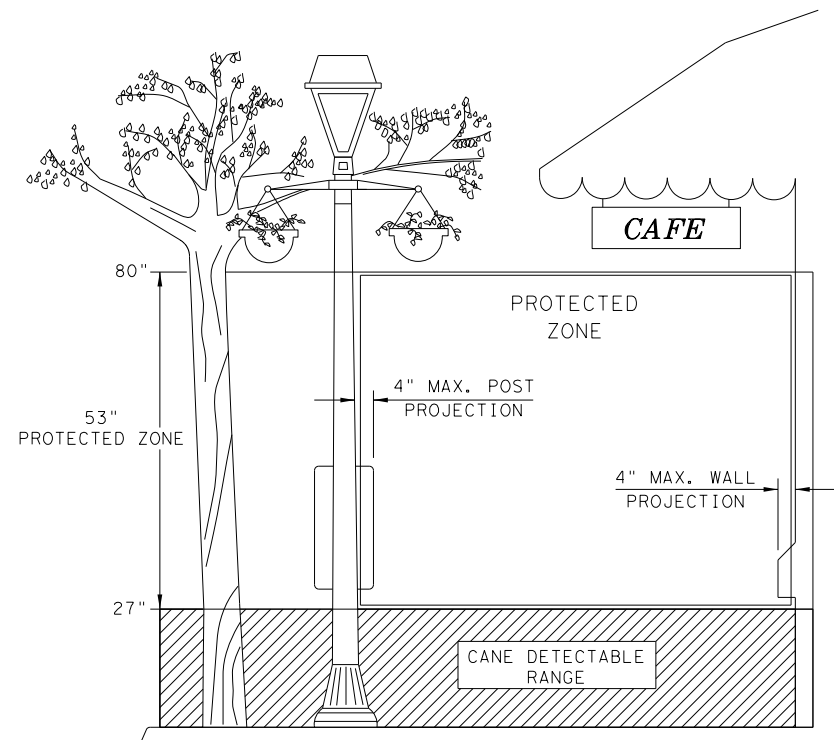 CAFE
80"
PROTECTED
ZONE
4" MAX. POST
PROJECTION
53"
PROTECTED ZONE
4" MAX. WALL
PROJECTION
27"
CANE DETECTABLE
RANGE